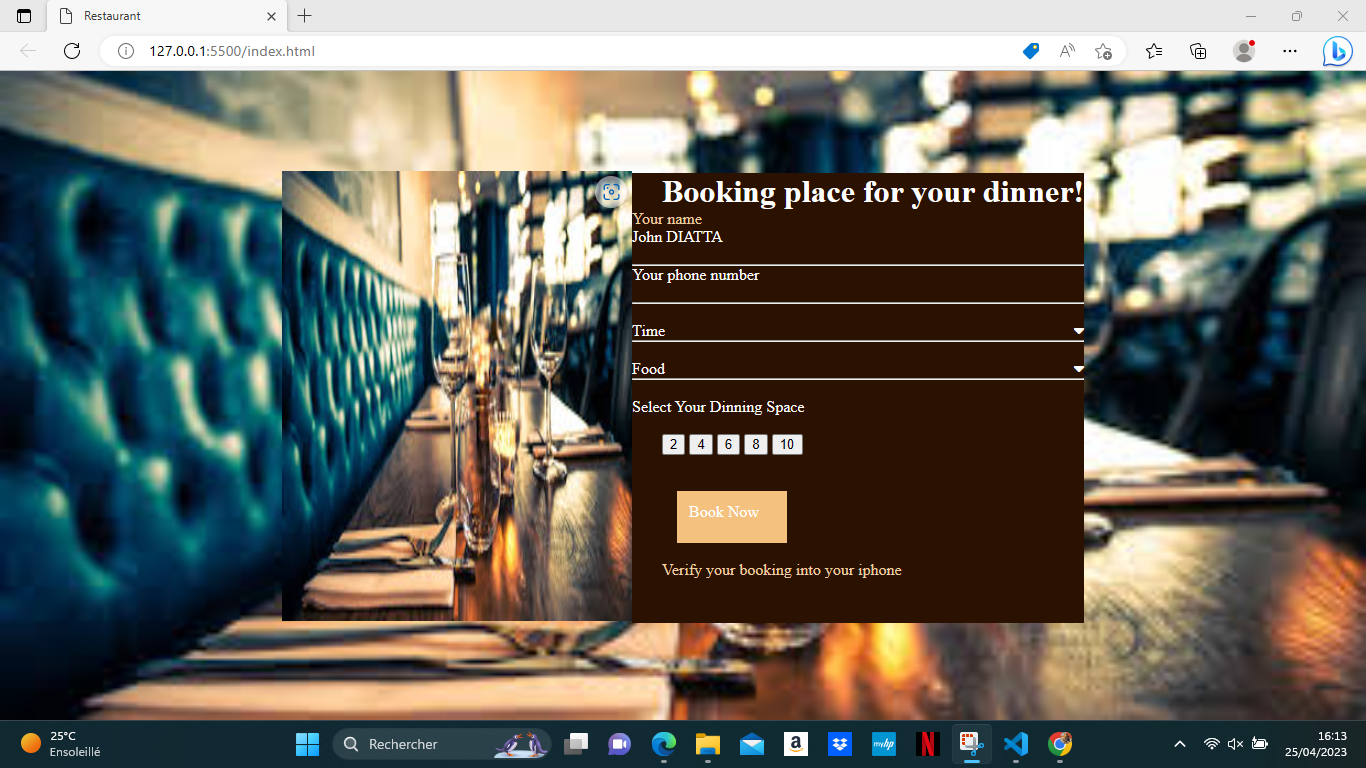 Restaurant
127.0.0.1:5500/index.html
Booking place for your dinner!
Your name
John DIATTA
Your phone number
Time
Food
Select Your Dinning Space
2 4 6 8 10
Book Now
Verify your booking into your iphone
25°C
Ensoleillé
Rechercher
a
myhp
N
16:13
25/04/2023